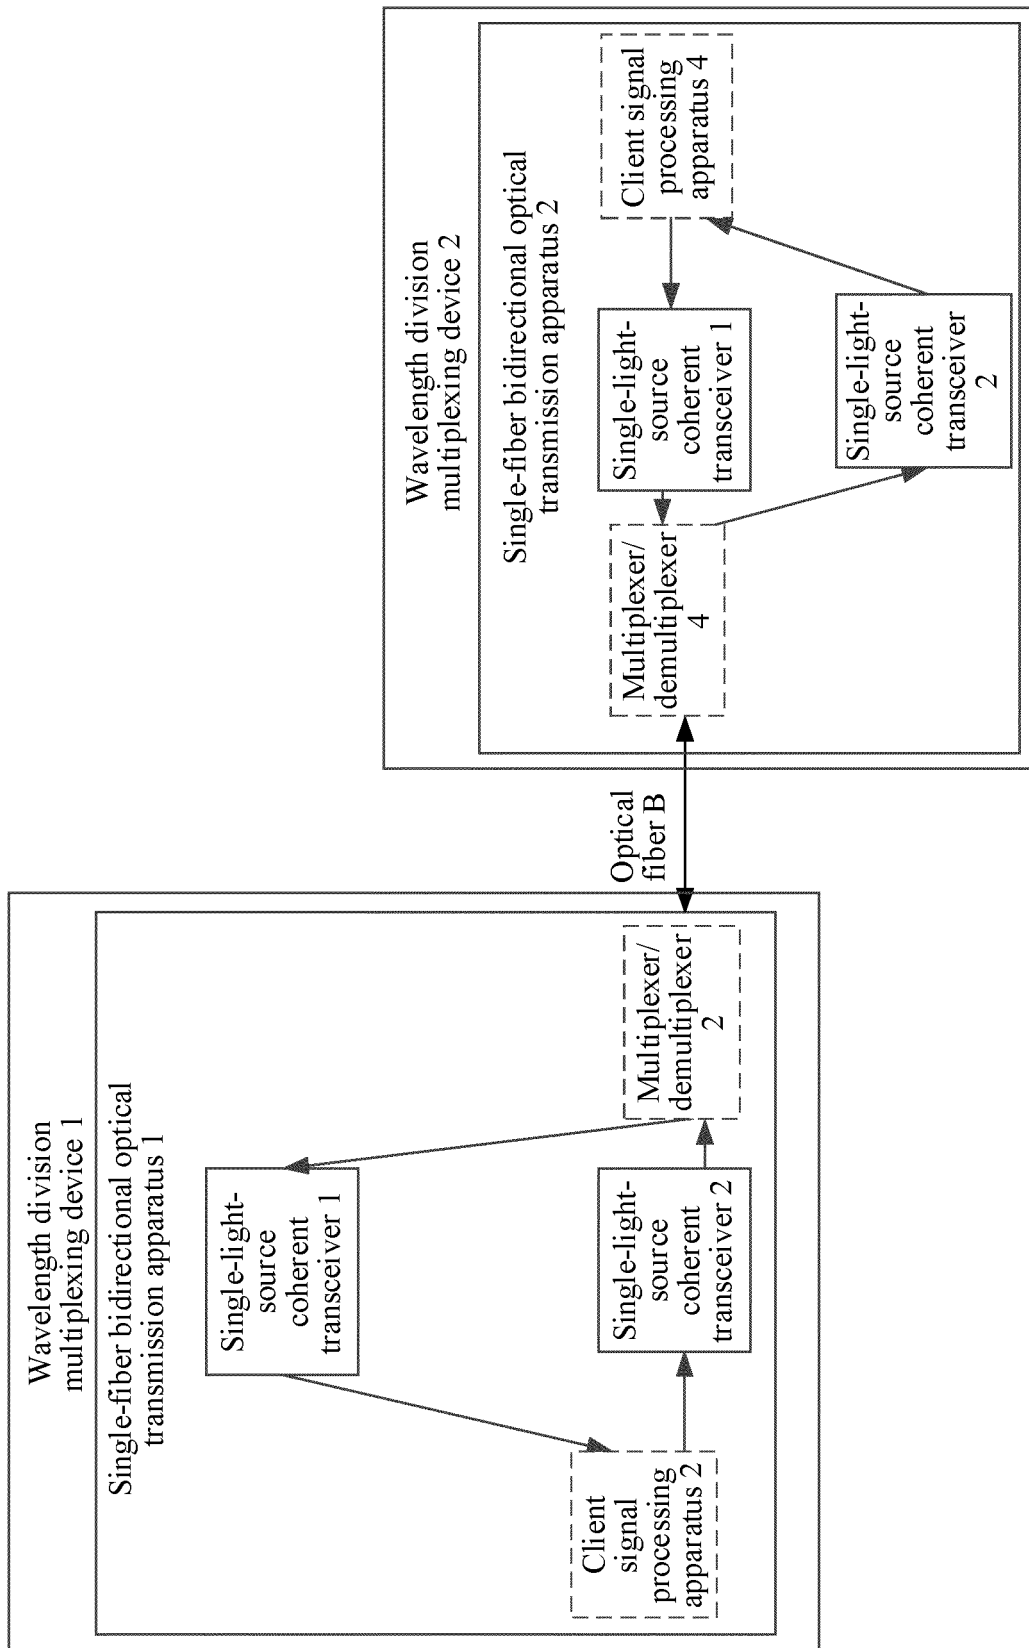 Wavelength division
multiplexing device 1
Single-fiber bidirectional optical
transmission apparatus 1
Single-light-
source
coherent
transceiver 1
Client
signal
processing
apparatus 2
Single-light-
source
coherent
transceiver 2
Multiplexer/
demultiplexer
2
Optical
fiber B
Wavelength division
multiplexing device 2
Single-fiber bidirectional optical
transmission apparatus 2
Multiplexer/
demultiplexer
4
Single-light-
source
coherent
transceiver 1
Client signal
processing
apparatus 4
Single-light-
source
coherent
transceiver
2